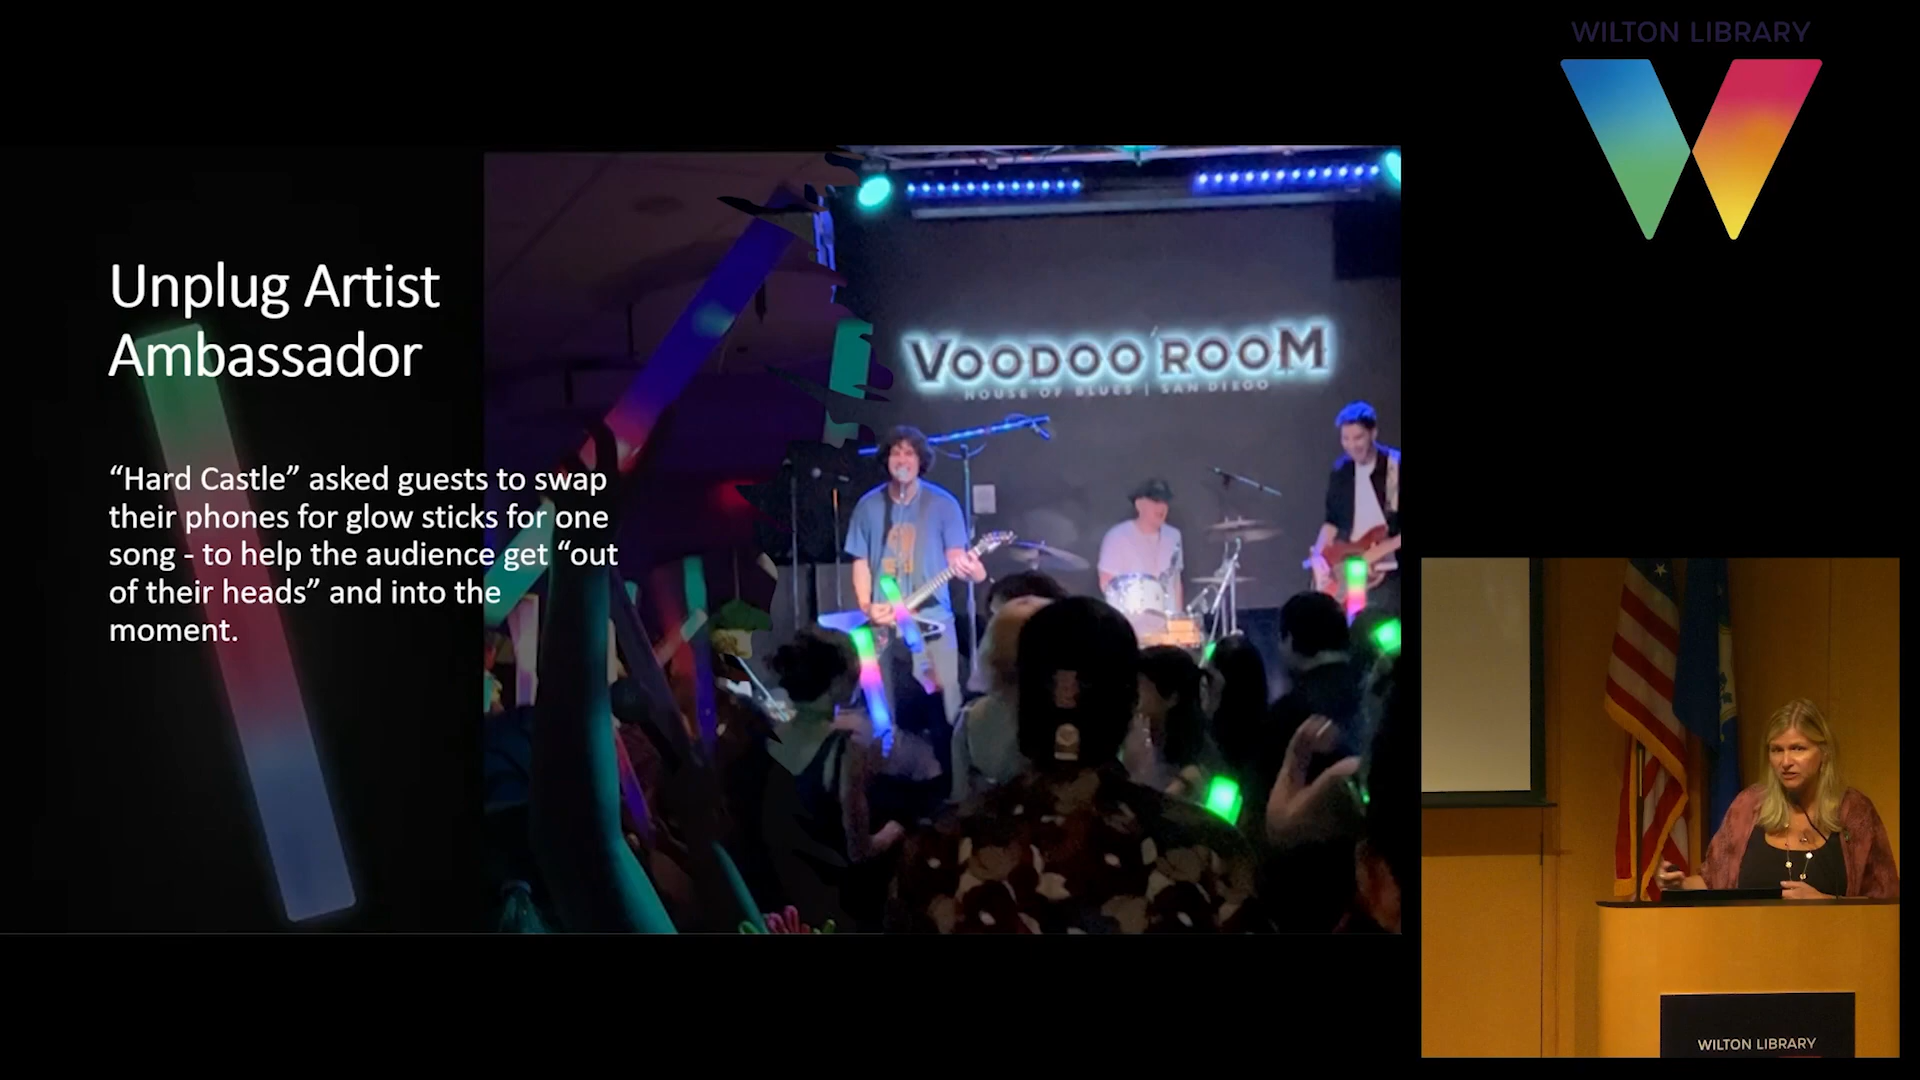 WILTON LIBRARY
Unplug Artist
Ambassador
“Hard Castle” asked guests to swap
their phones for glow sticks for one
song - to help the audience get “out
of their heads” and into the
moment.
VOODOO ROOM
HOUSE OF BLUES | SAN DIEGO
WILTON LIBRARY